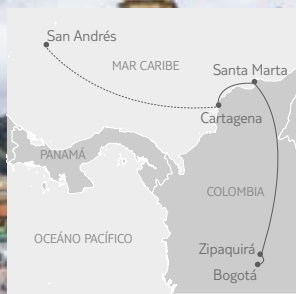 San Andrés
MAR CARIBE
Santa Marta
Cartagena
PANAMÁ
COLOMBIA
OCEÁNO PACÍFICO
Zipaquirá
Bogotá